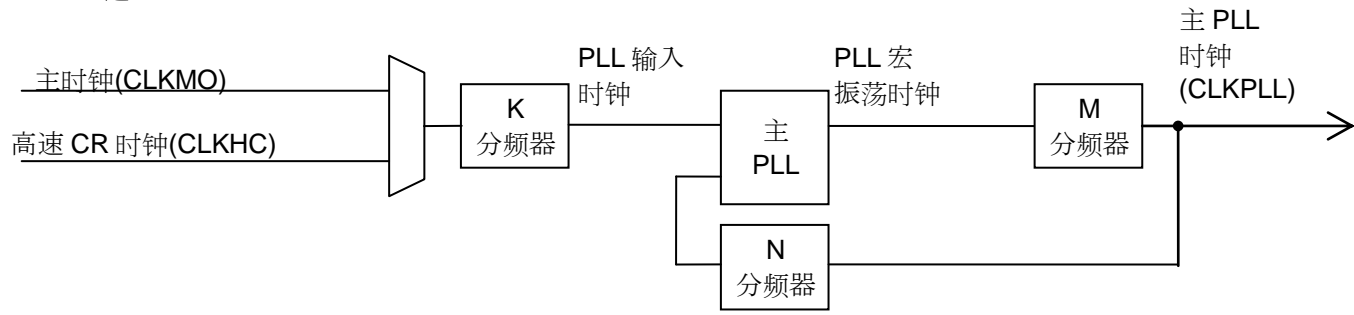 主时钟(CLKMO)
高速 CR 时钟(CLKHC)
K
分频器
PLL 输入
时钟
主
PLL
PLL 宏
振荡时钟
N
分频器
M
分频器
主 PLL
时钟
(CLKPLL)